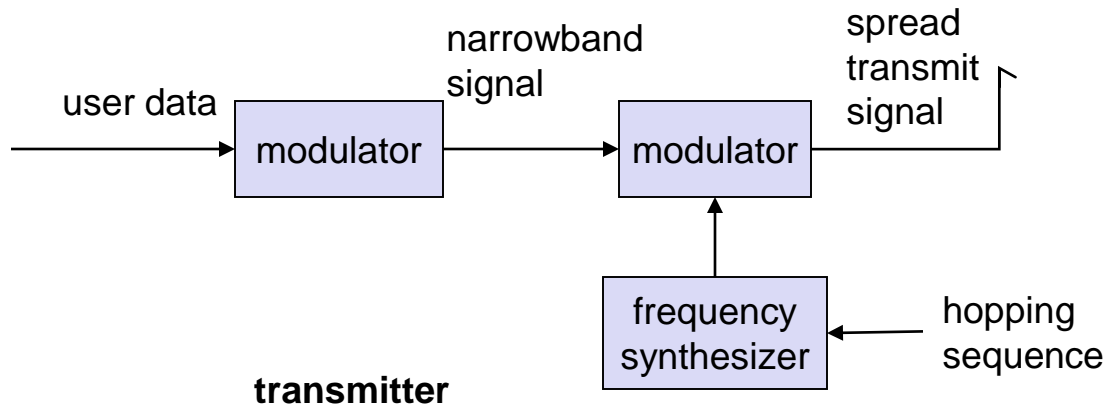 user data
modulator
narrowband
signal
modulator
spread
transmit
signal
frequency
synthesizer
hopping
sequence
transmitter